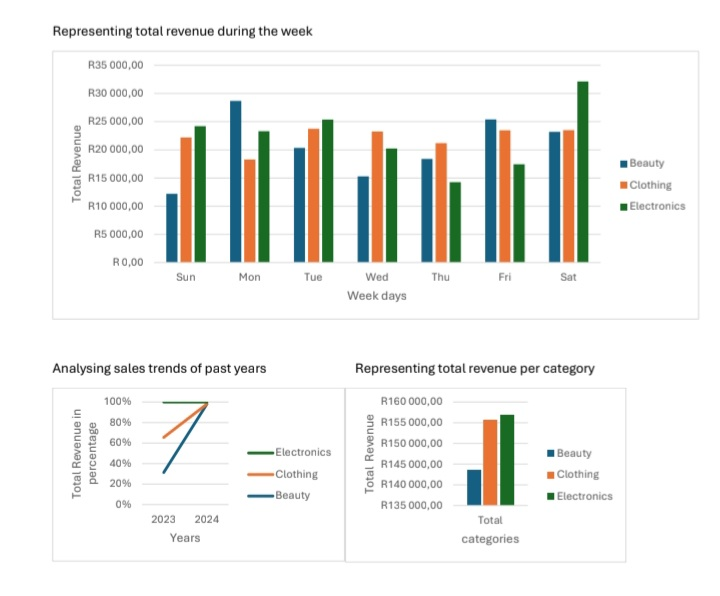 Representing total revenue during the week
R35 000,00
R30 000,00
R25 000,00
R20 000,00
R15 000,00
R10 000,00
R5 000,00
R 0,00
Total Revenue
Sun Mon Tue Wed Thu Fri Sat
Week days
Beauty
Clothing
Electronics
Analysing sales trends of past years
100%
80%
60%
40%
20%
0%
Total Revenue in
percentage
2023 2024
Years
Electronics
Clothing
Beauty
Representing total revenue per category
R160 000,00
R155 000,00
R150 000,00
R145 000,00
R140 000,00
R135 000,00
Total Revenue
Total
categories
Beauty
Clothing
Electronics